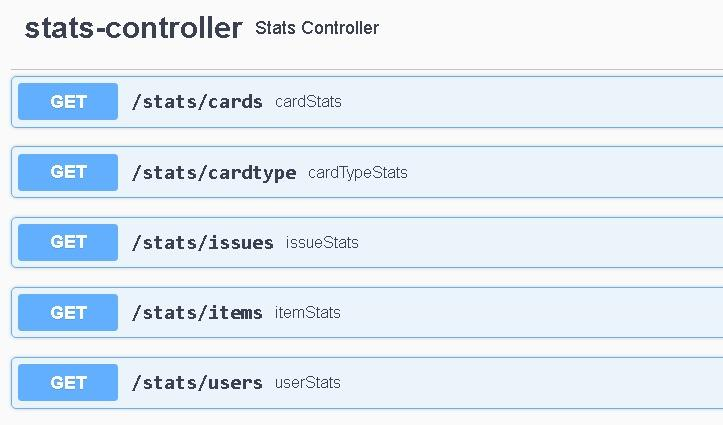 stats-controller Stats Controller
GET /stats/cards cardStats
GET /stats/cardtype cardTypeStats
GET /stats/issues issueStats
GET /stats/items itemStats
GET /stats/users userStats